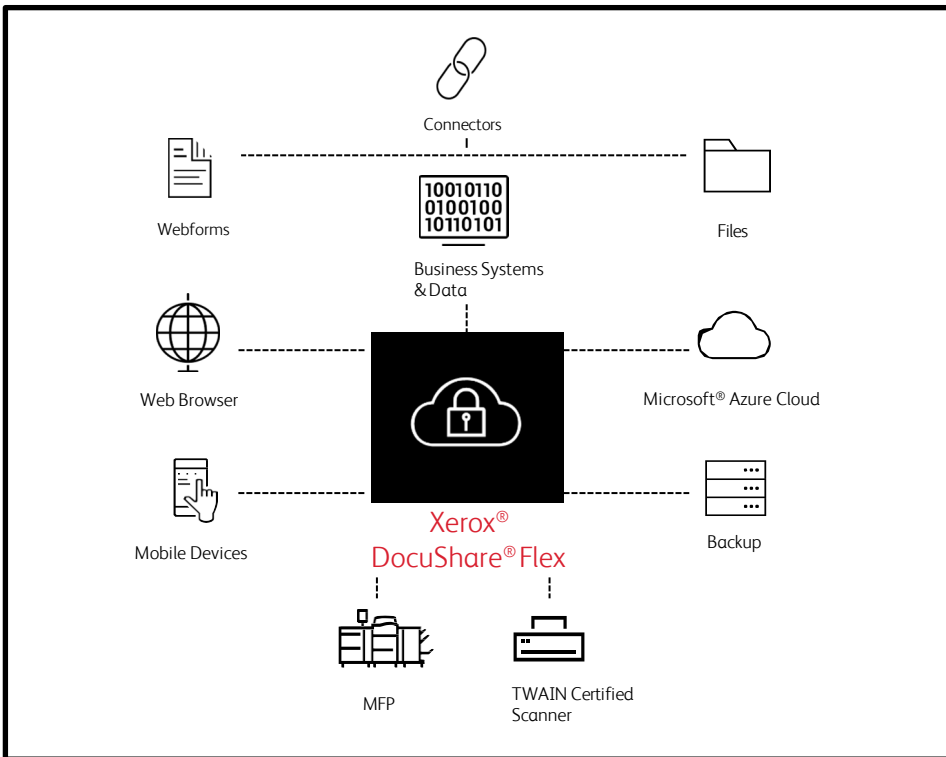 Connectors
Webforms
10010110
0100100
10110101
Files
Business Systems
& Data
Web Browser
Microsoft® Azure Cloud
Xerox®
DocuShare® Flex
Mobile Devices
Backup
MFP
TWAIN Certified
Scanner